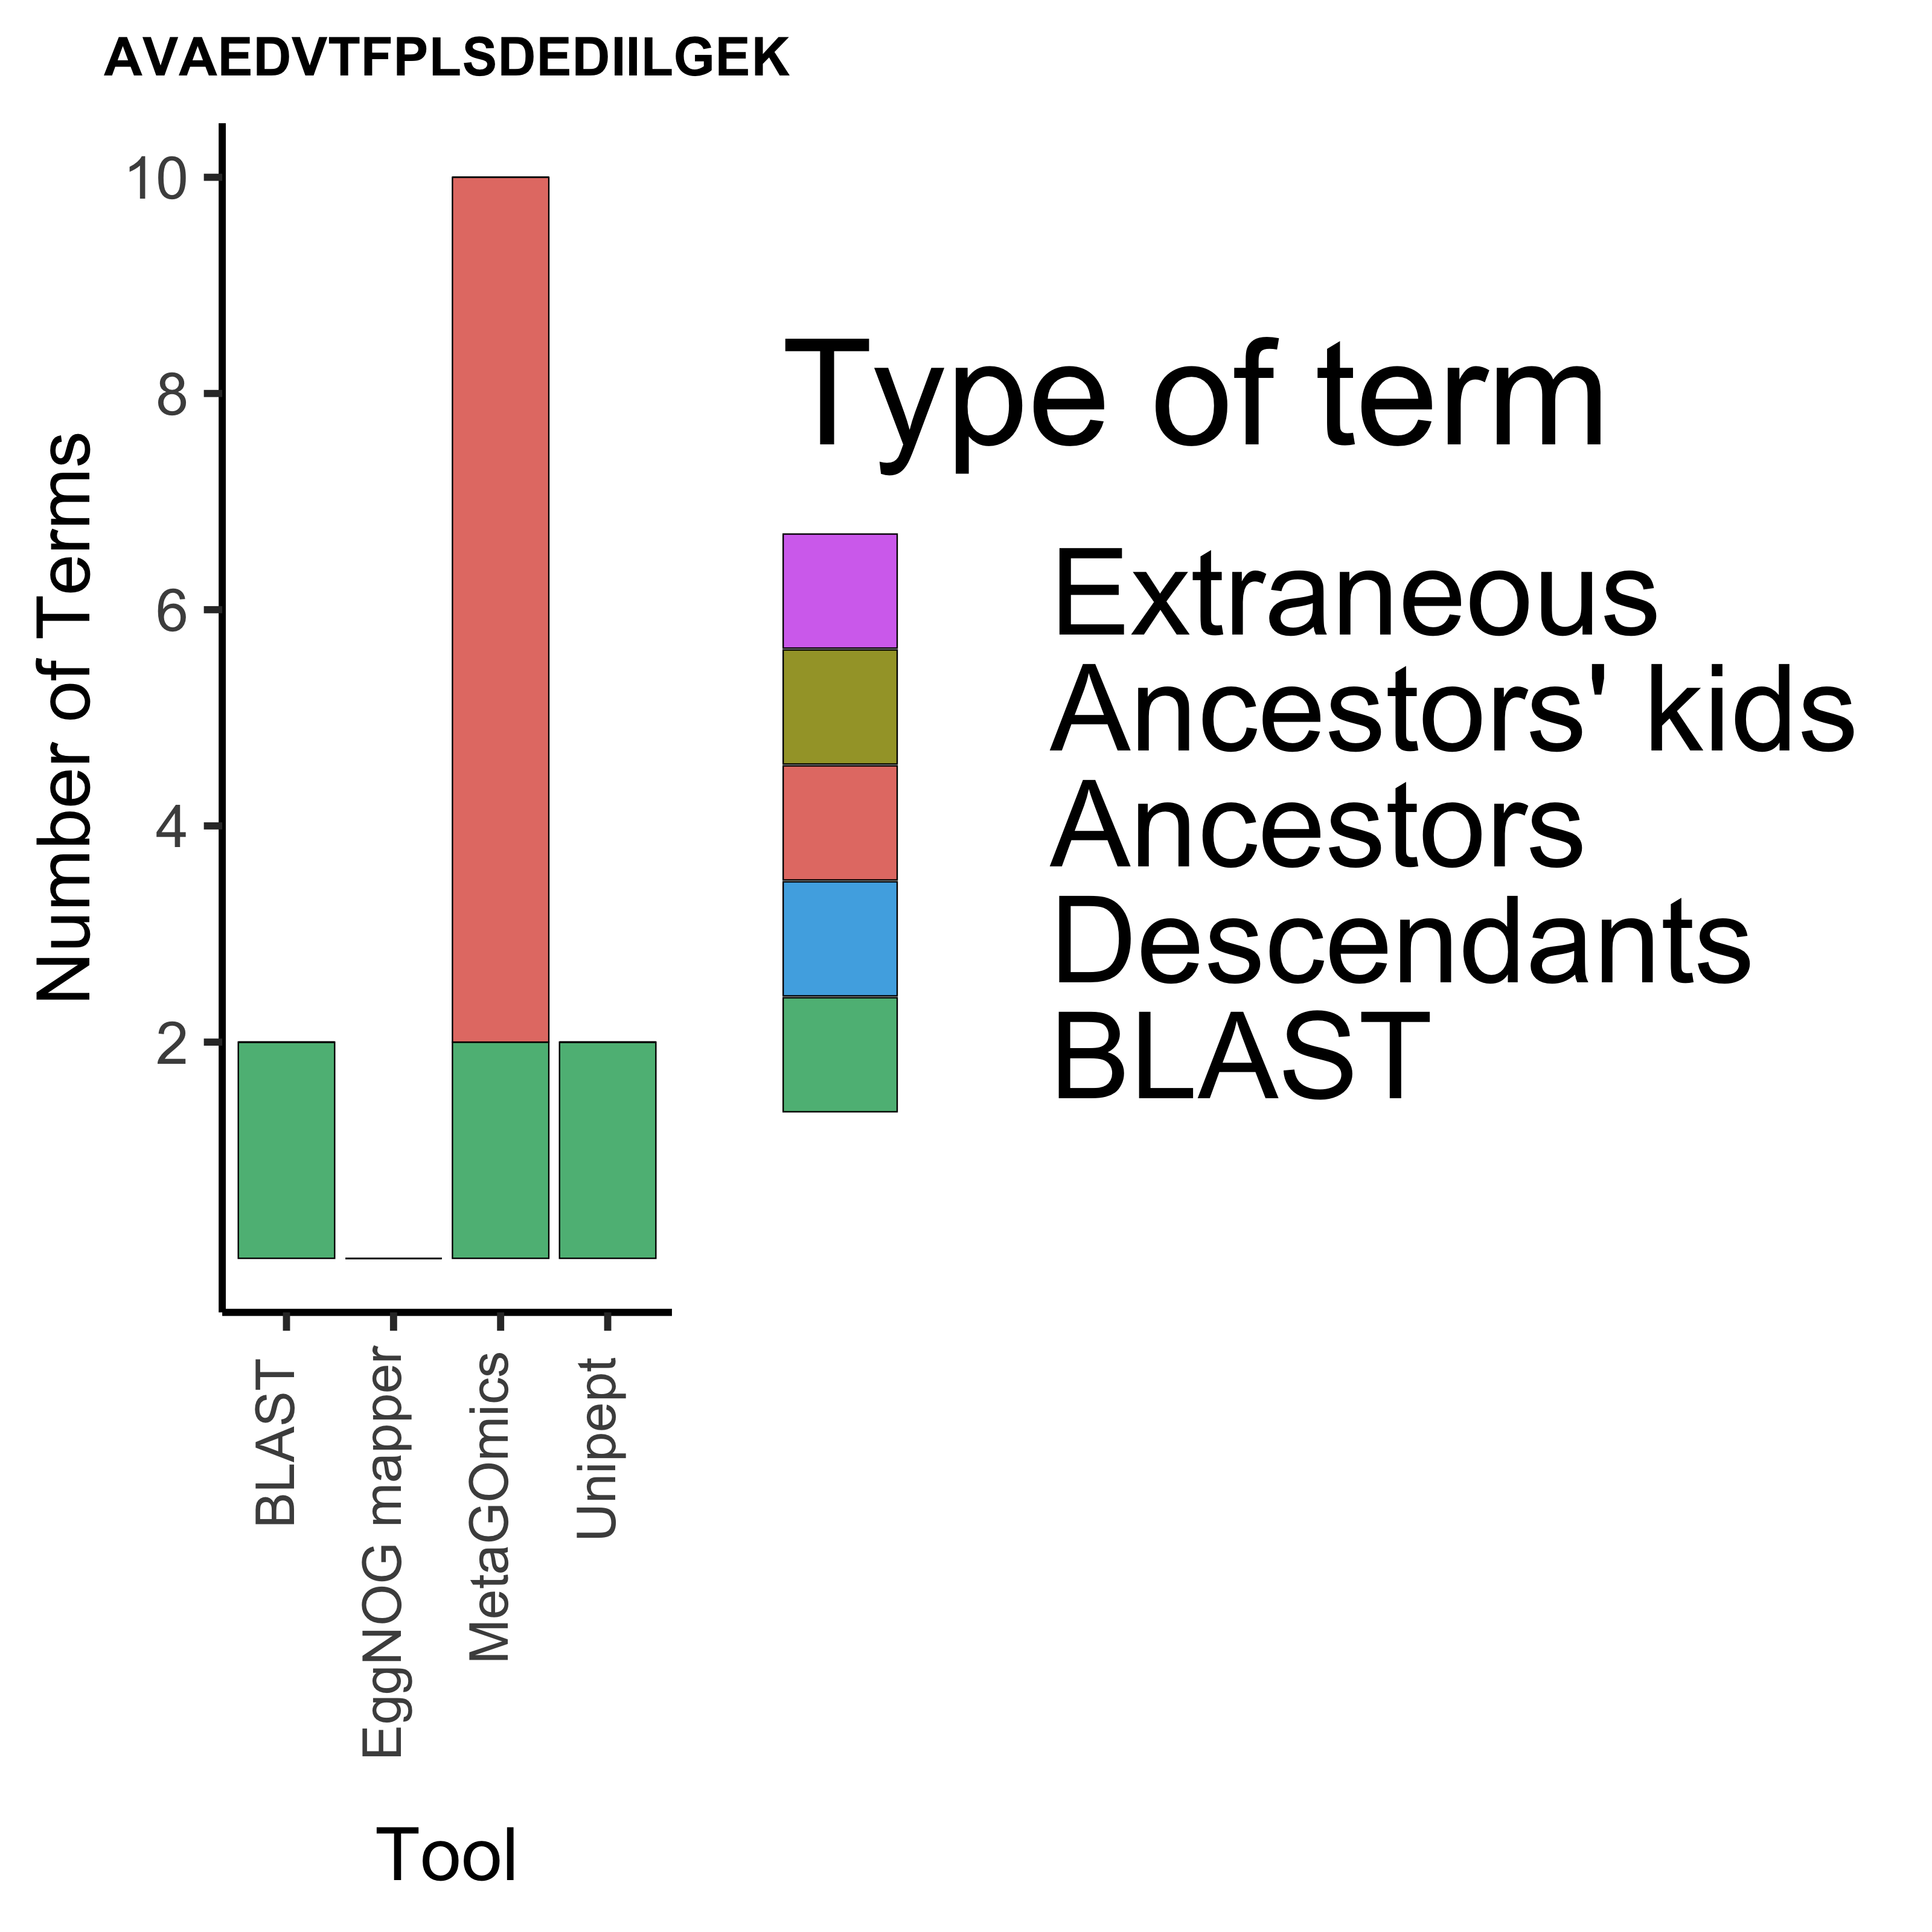 AVAEDVTFPLSDEDIILGEK
10
8
6
4
2
Number of Terms
BLAST
EggNOG mapper
MetaGOmics
Unipept
Tool
Type of term
Extraneous
Ancestors' kids
Ancestors
Descendants
BLAST